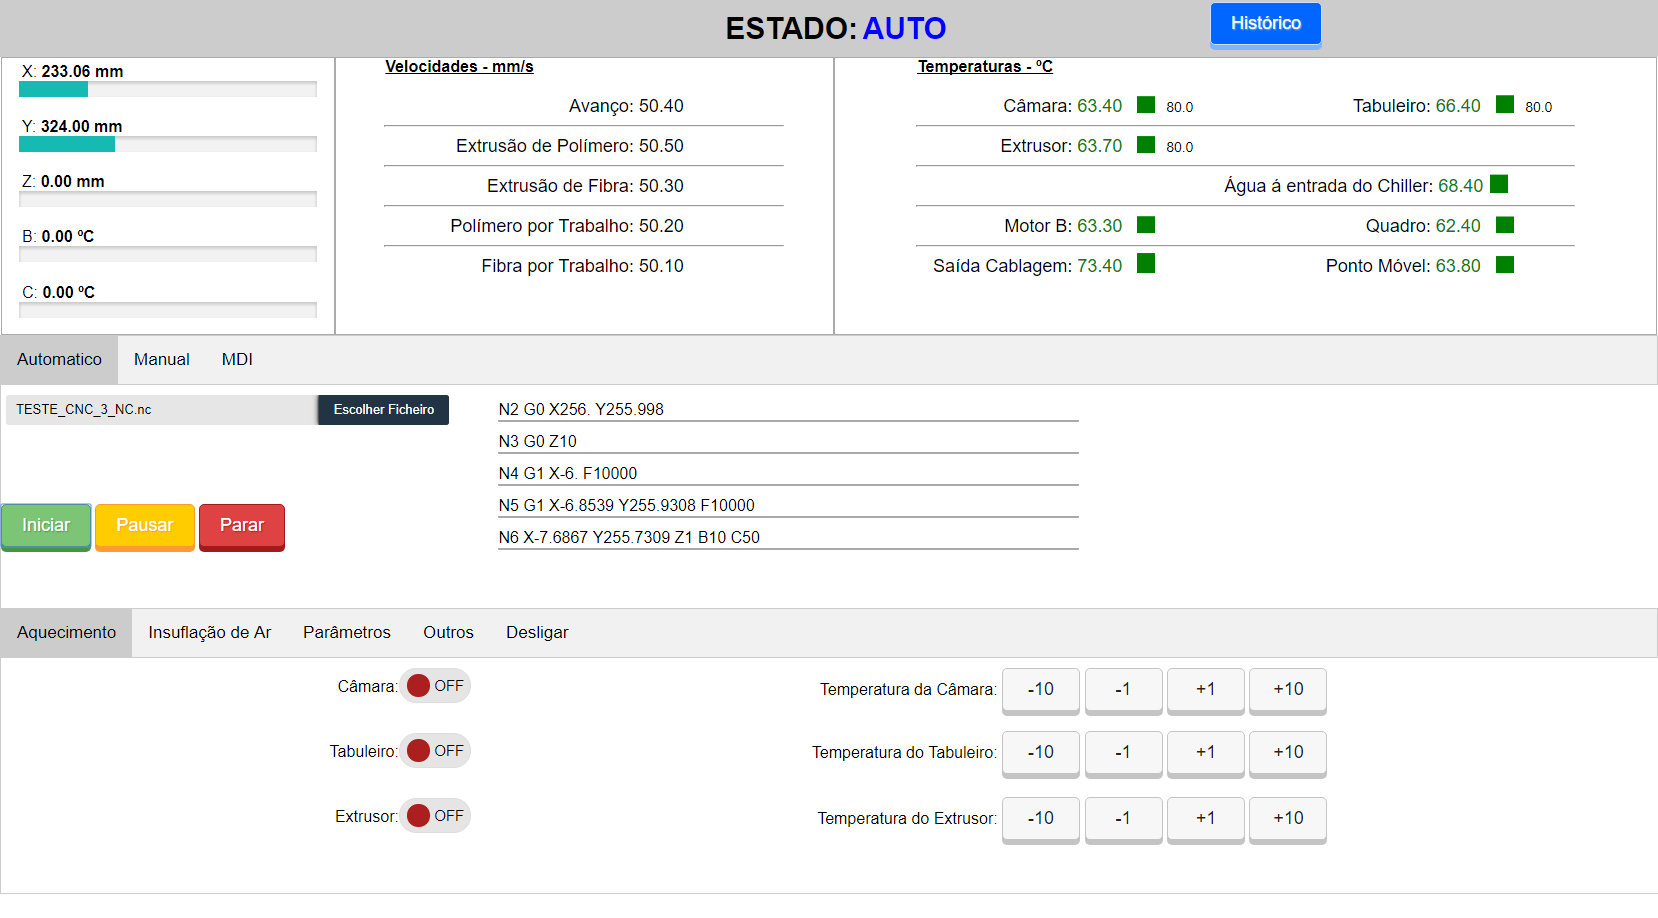 ESTADO: AUTO
Histórico
X: 233.06 mm
Y: 324.00 mm
Z: 0.00 mm
B: 0.00 ºC
C: 0.00 ºC
Velocidades - mm/s
Avanço: 50.40
Extrusão de Polímero: 50.50
Extrusão de Fibra: 50.30
Polímero por Trabalho: 50.20
Fibra por Trabalho: 50.10
Temperaturas - ºC
Câmara: 63.40 80.0 Tabuleiro: 66.40 80.0
Extrusor: 63.70 80.0
Água á entrada do Chiller: 68.40
Motor B: 63.30 Quadro: 62.40
Saída Cablagem: 73.40 Ponto Móvel: 63.80
Automatico Manual MDI
TESTE_CNC_3_NC.nc Escolher Ficheiro
Iniciar Pausar Parar
N2 G0 X256. Y255.998
N3 G0 Z10
N4 G1 X-6. F10000
N5 G1 X-6.8539 Y255.9308 F10000
N6 X-7.6867 Y255.7309 Z1 B10 C50
Aquecimento Insuflação de Ar Parâmetros Outros Desligar
Câmara: OFF
Tabuleiro: OFF
Extrusor: OFF
Temperatura da Câmara: -10 -1 +1 +10
Temperatura do Tabuleiro: -10 -1 +1 +10
Temperatura do Extrusor: -10 -1 +1 +10